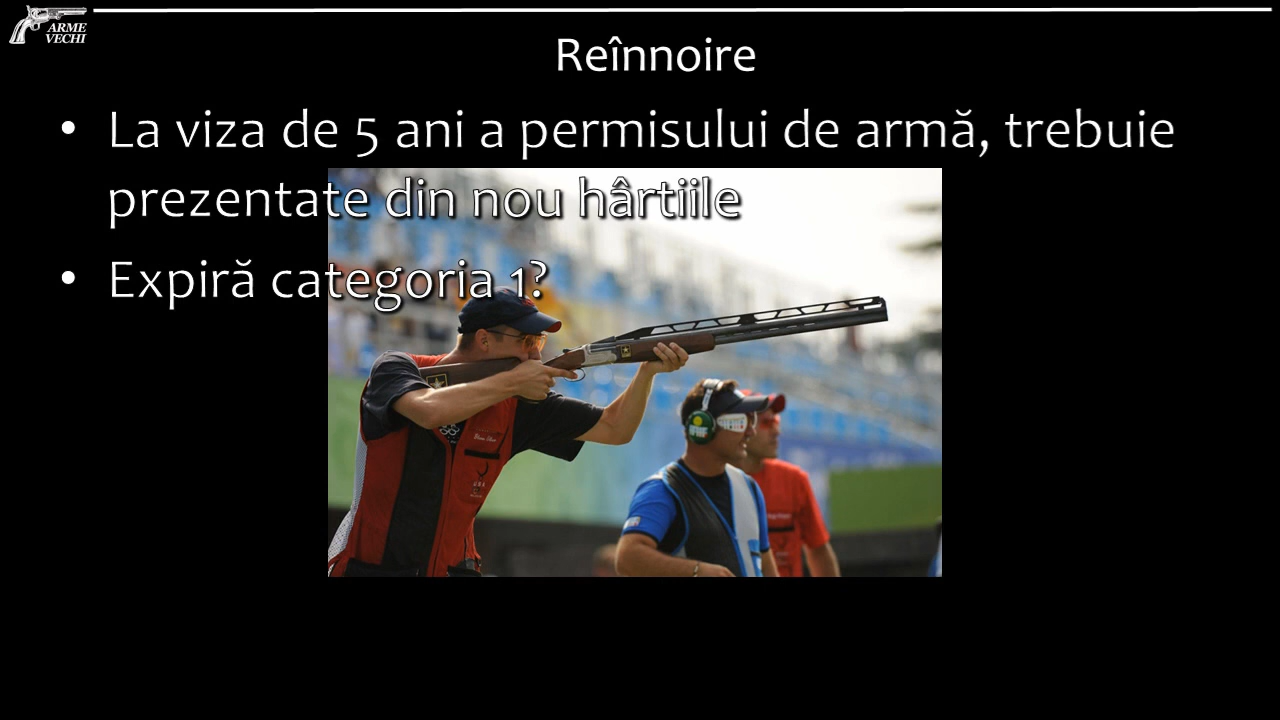 ARME
VECHI
Reînnoire
• La viza de 5 ani a permisului de armă, trebuie
prezentate din nou hârtiile
• Expiră categoria 1?